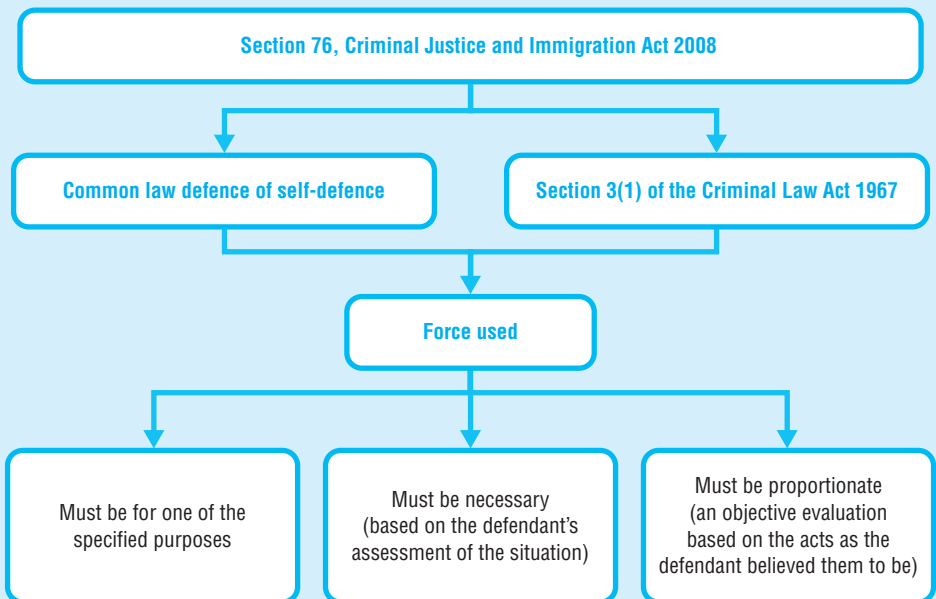 Section 76, Criminal Justice and Immigration Act 2008
Common law defence of self-defence
Section 3(1) of the Criminal Law Act 1967
Force used
Must be for one of the
specified purposes
Must be necessary
(based on the defendant’s
assessment of the situation)
Must be proportionate
(an objective evaluation
based on the acts as the
defendant believed them to be)